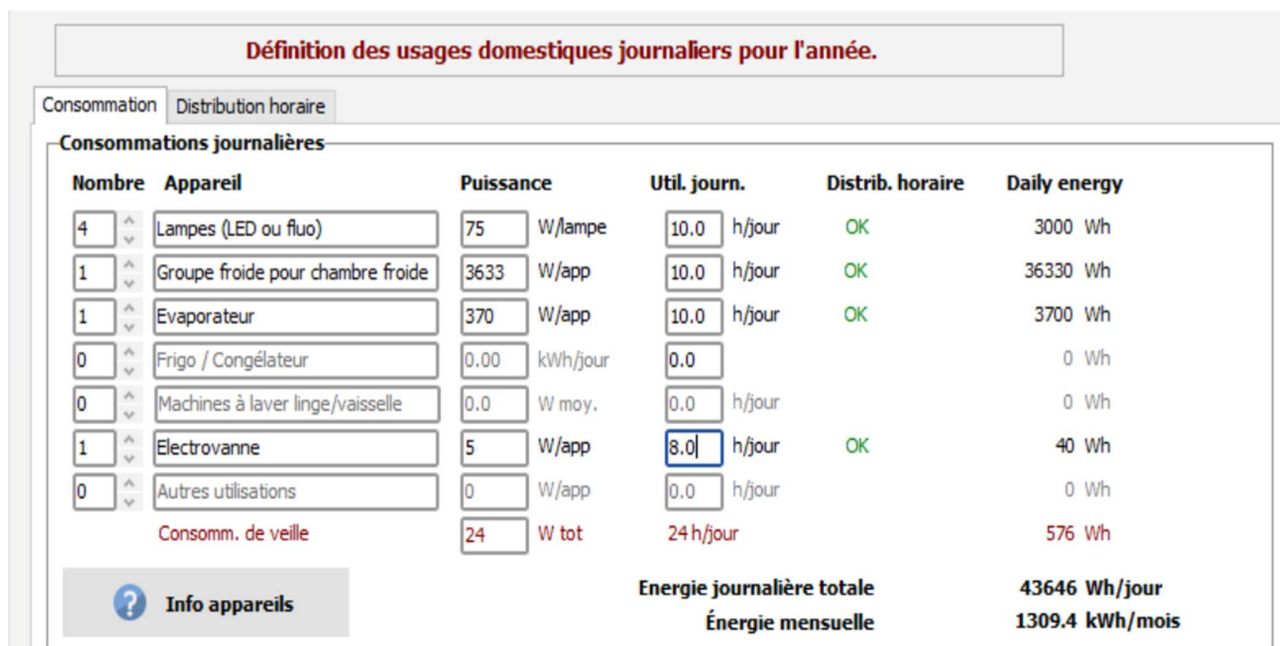 Définition des usages domestiques journaliers pour l'année.
Consommation Distribution horaire
Consommations journalières
Nombre Appareil Puissance Util. journ. Distrib. horaire Daily energy
4 Lampes (LED ou fluo) 75 W/lampe 10.0 h/jour OK 3000 Wh
1 Groupe froide pour chambre froide 3633 W/app 10.0 h/jour OK 36330 Wh
1 Evaporateur 370 W/app 10.0 h/jour OK 3700 Wh
0 Frigo / Congélateur 0.00 kWh/jour 0.0 0 Wh
0 Machines à laver linge/vaisselle 0.0 W moy. 0.0 h/jour 0 Wh
1 Electrovanne 5 W/app 8.0 h/jour OK 40 Wh
0 Autres utilisations 0 W/app 0.0 h/jour 0 Wh
Consomm. de veille 24 W tot 24 h/jour 576 Wh
? Info appareils
Energie journalière totale 43646 Wh/jour
Énergie mensuelle 1309.4 kWh/mois